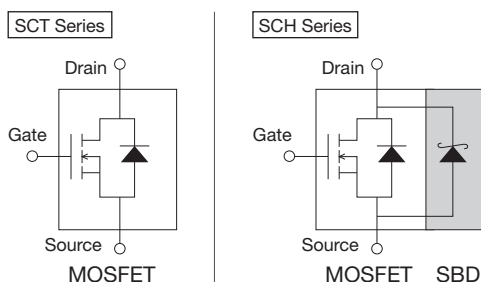 SCT Series
Drain
Gate
Source
MOSFET
SCH Series
Drain
Gate
Source
MOSFET SBD